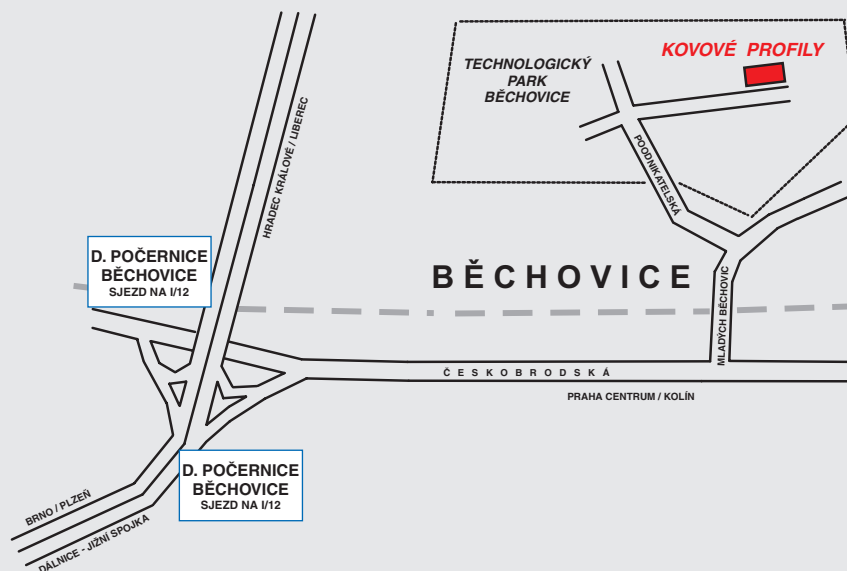 KOVOVÉ PROFILY
TECHNOLOGICKÝ
PARK
BĚCHOVICE
HRADEC KRÁLOVÉ / LIBEREC
POODNIKATELSKÁ
D. POČERNICE
BĚCHOVICE
SJEZD NA I/12
BĚCHOVICE
MLADÝCH BĚCHOVIC
ČESKOBRODSKÁ
PRAHA CENTRUM / KOLÍN
D. POČERNICE
BĚCHOVICE
SJEZD NA I/12
BRNO / PLZEŇ
DÁLNICE - JIŽNÍ SPOJKA